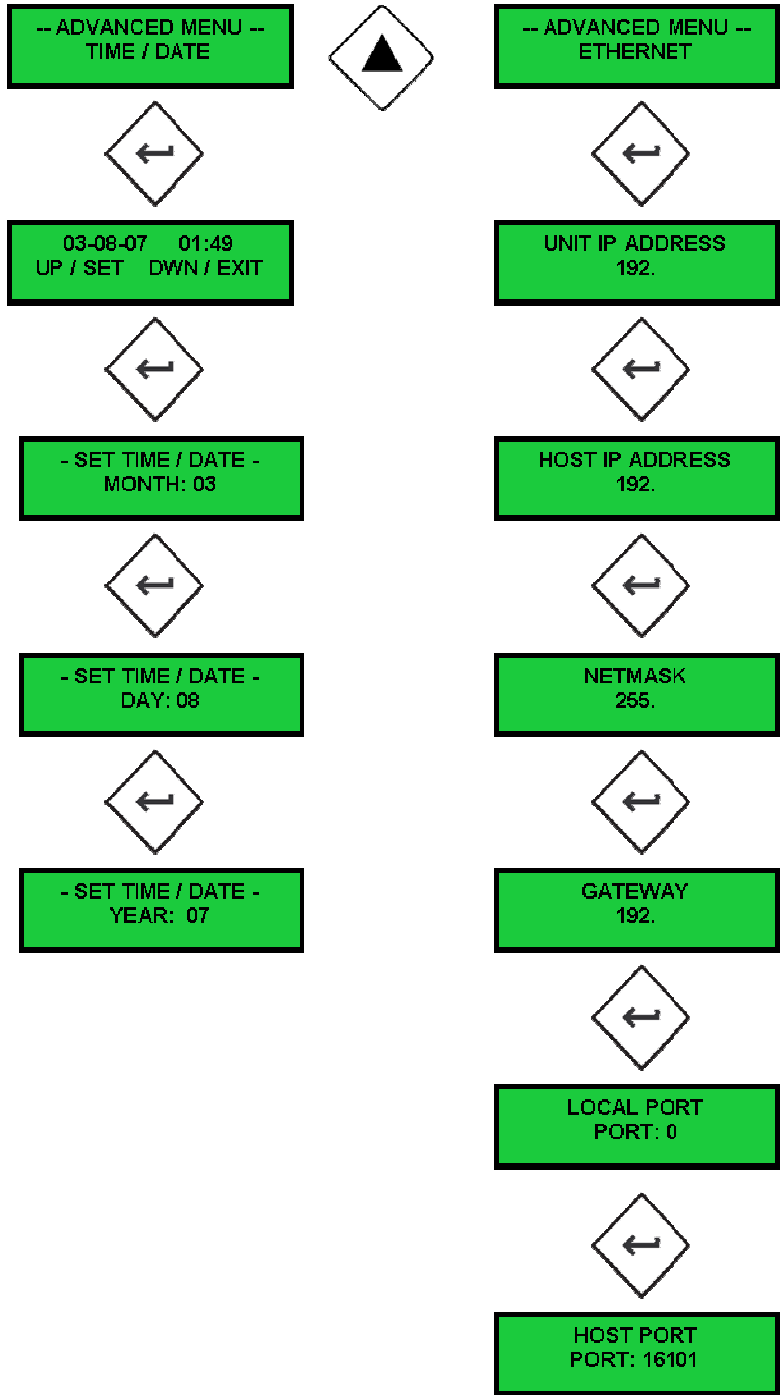 -- ADVANCED MENU --
TIME / DATE
03-08-07 01:49
UP / SET DWN / EXIT
- SET TIME / DATE -
MONTH: 03
- SET TIME / DATE -
DAY: 08
- SET TIME / DATE -
YEAR: 07
-- ADVANCED MENU --
ETHERNET
UNIT IP ADDRESS
192.
HOST IP ADDRESS
192.
NETMASK
255.
GATEWAY
192.
LOCAL PORT
PORT: 0
HOST PORT
PORT: 16101